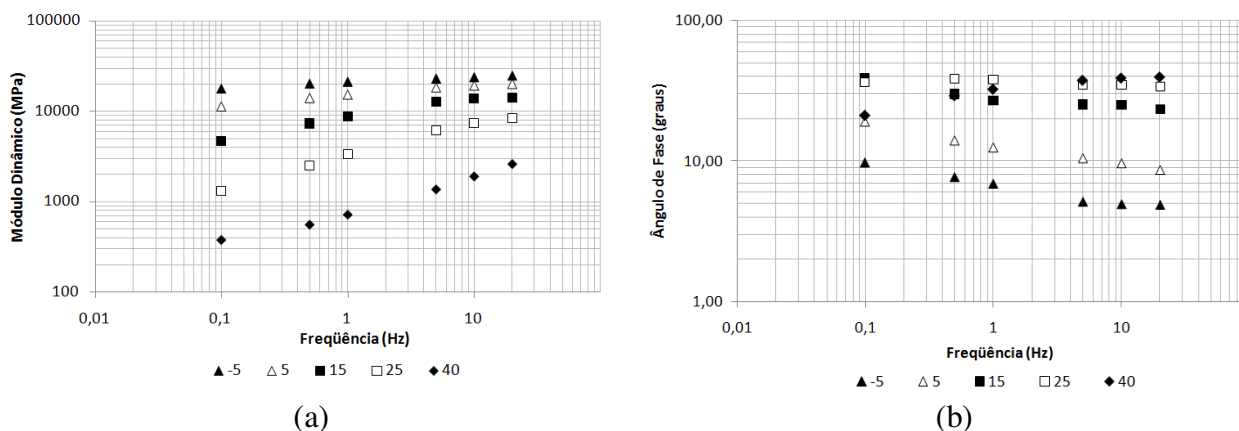 Módulo Dinâmico (MPa)
100000
10000
1000
100
0,01 0,1 1 10
Freqüência (Hz)
-5 5 15 25 40
(a)
Ângulo de Fase (graus)
100,00
10,00
1,00
0,01 0,1 1 10
Freqüência (Hz)
-5 5 15 25 40
(b)